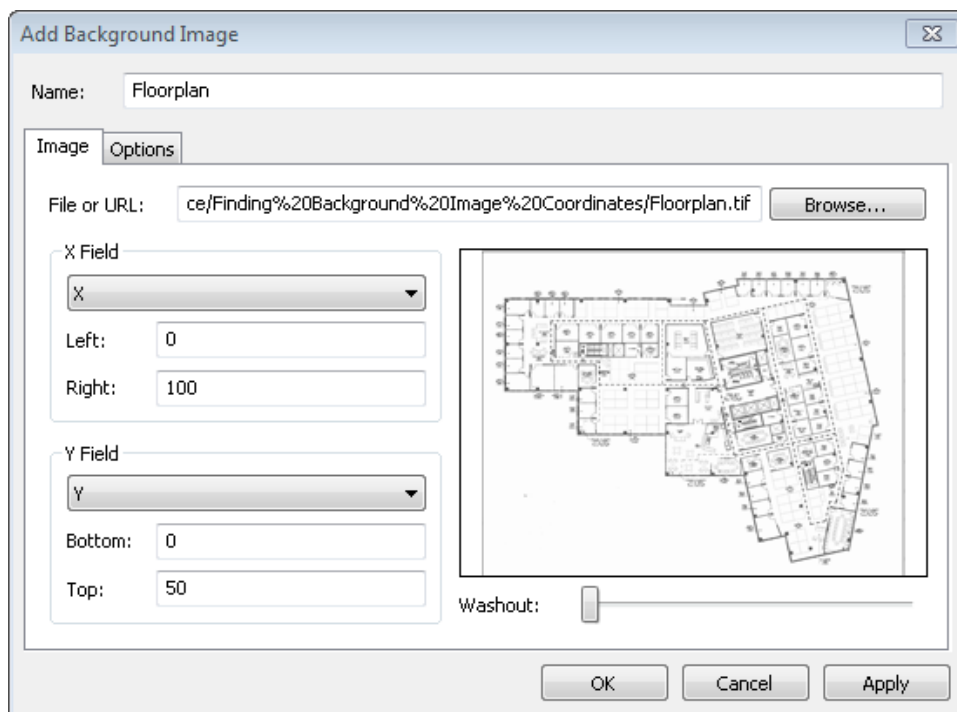 Add Background Image
Name: Floorplan
Image Options
File or URL: ce/Finding%20Background%20Image%20Coordinates/Floorplan.tif Browse...
X Field
X
Left: 0
Right: 100
Y Field
Y
Bottom: 0
Top: 50
Washout:
OK Cancel Apply